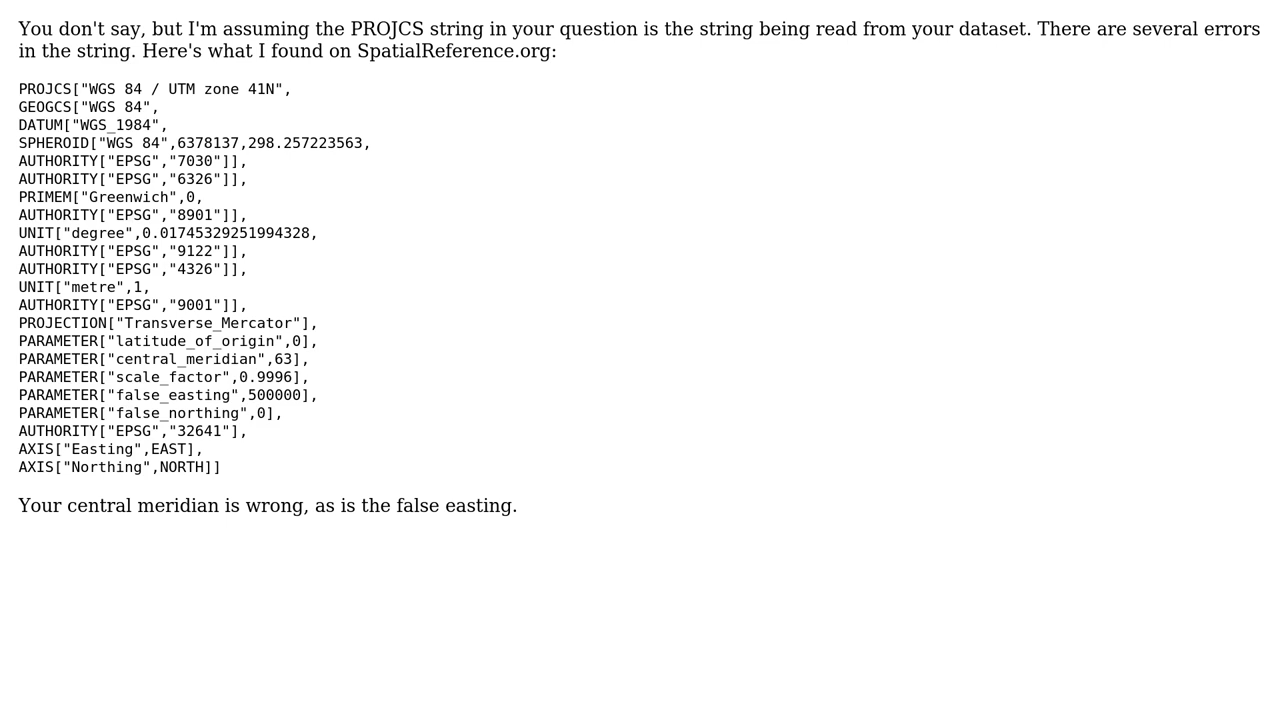 You don't say, but I'm assuming the PROJCS string in your question is the string being read from your dataset. There are several errors
in the string. Here's what I found on SpatialReference.org:
PROJCS["WGS 84 / UTM zone 41N",
GEOGCS["WGS 84",
DATUM["WGS_1984",
SPHEROID["WGS 84",6378137,298.257223563,
AUTHORITY["EPSG","7030"]],
AUTHORITY["EPSG","6326"]],
PRIMEM["Greenwich",0,
AUTHORITY["EPSG","8901"]],
UNIT["degree",0.01745329251994328,
AUTHORITY["EPSG","9122"]],
AUTHORITY["EPSG","4326"]],
UNIT["metre",1,
AUTHORITY["EPSG","9001"]],
PROJECTION["Transverse_Mercator"],
PARAMETER["latitude_of_origin",0],
PARAMETER["central_meridian",63],
PARAMETER["scale_factor",0.9996],
PARAMETER["false_easting",500000],
PARAMETER["false_northing",0],
AUTHORITY["EPSG","32641"],
AXIS["Easting",EAST],
AXIS["Northing",NORTH]]
Your central meridian is wrong, as is the false easting.